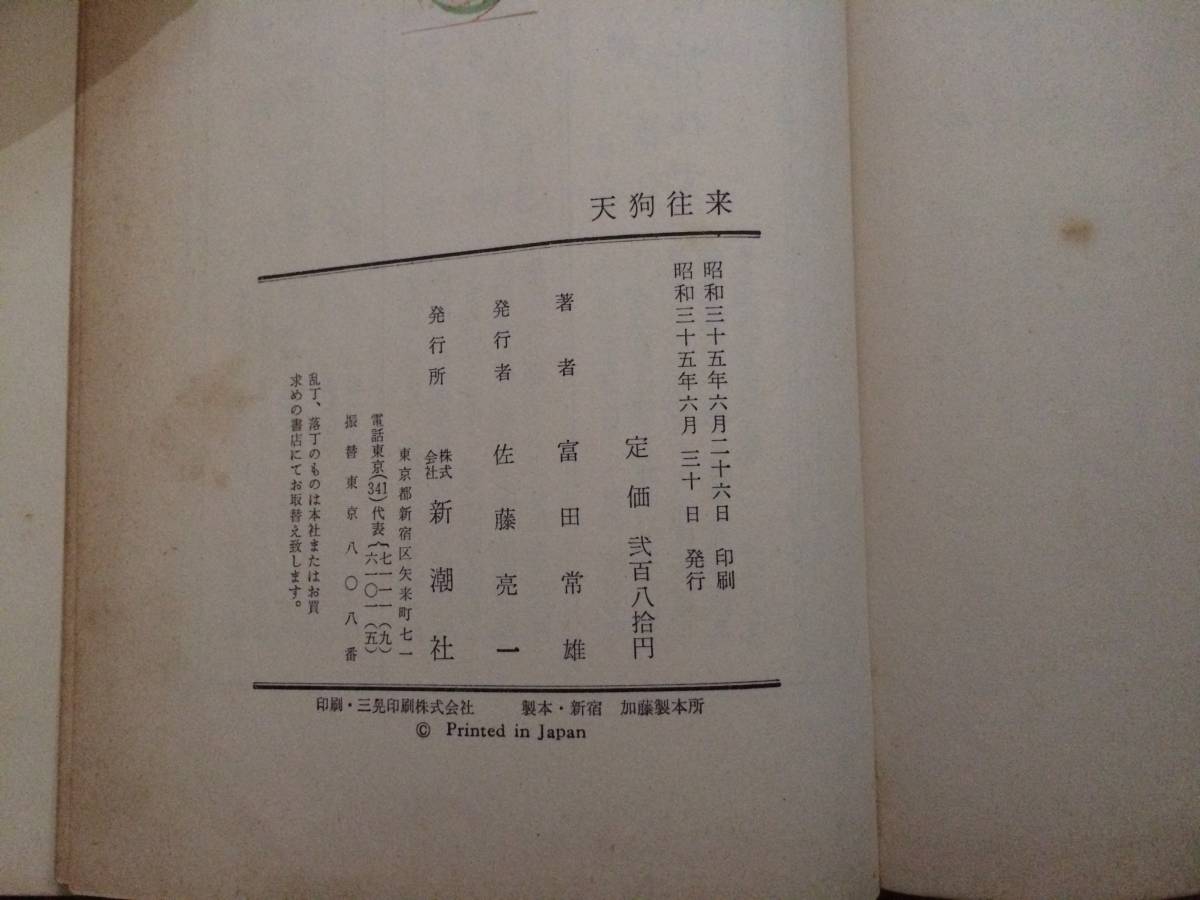 天狗往来
昭和三十五年六月二十六日 印刷
昭和三十五年六月三十日 発行
定価 弐百八拾円
著者 富田常雄
発行者 佐藤亮一
発行所 株式会社 新潮社
東京都新宿区矢来町七一
電話東京(341)代表{七一一一(九)
六一〇一(五)}
振替東京八〇八番
乱丁、落丁のものは本社またはお買
求めの書店にてお取替え致します。
印刷・三晃印刷株式会社 製本・新宿 加藤製本所
© Printed in Japan